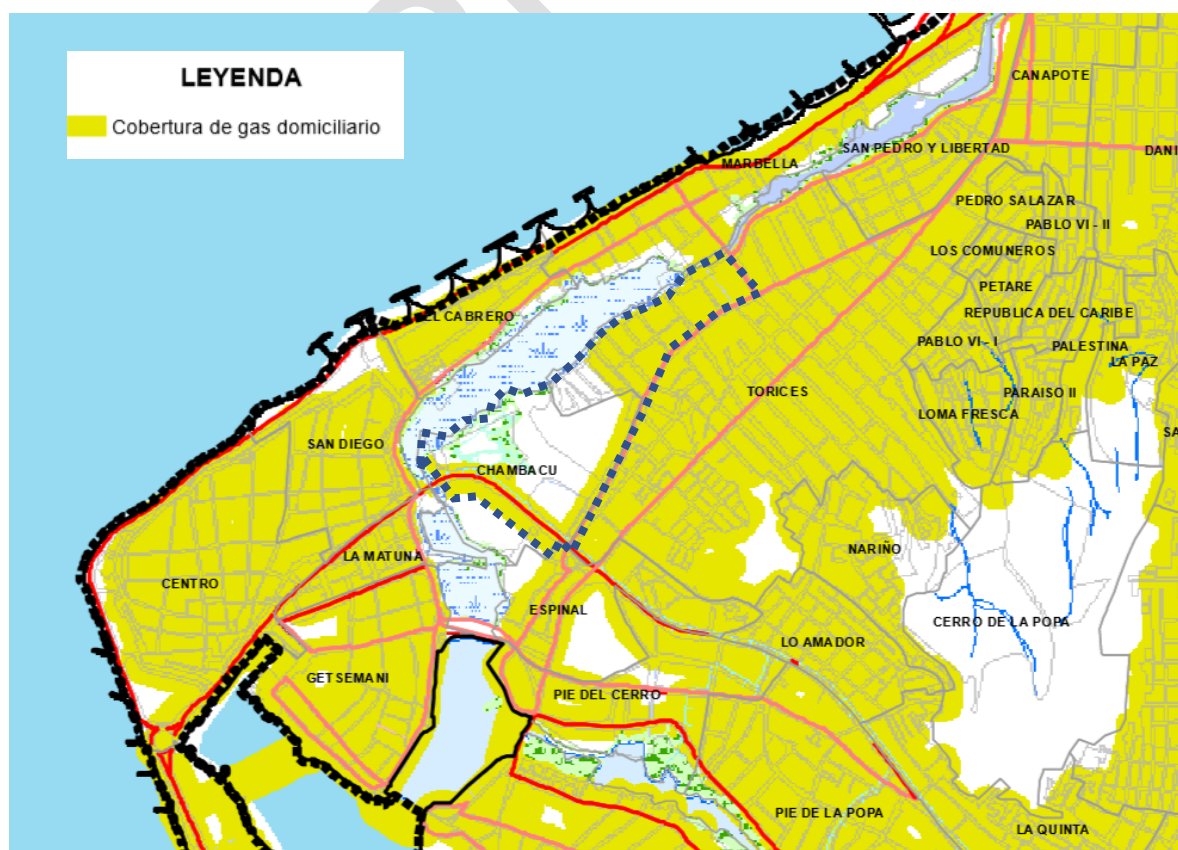 LEYENDA
Cobertura de gas domiciliario
CANAPOTE
MARBELLA
SAN PEDRO Y LIBERTAD
DANI
PEDRO SALAZAR
PABLO VI - II
LOS COMUNEROS
PETARE
EL CABRERO
REPUBLICA DEL CARIBE
PABLO VI - I
PALESTINA
LA PAZ
TORICES
PARAISO II
LOMA FRESCA
SAN DIEGO
SA
CHAMBACU
NARIÑO
LA MATUNA
CENTRO
ESPINAL
CERRO DE LA POPA
LO AMADOR
GETSEMANI
PIE DEL CERRO
PIE DE LA POPA
LA QUINTA